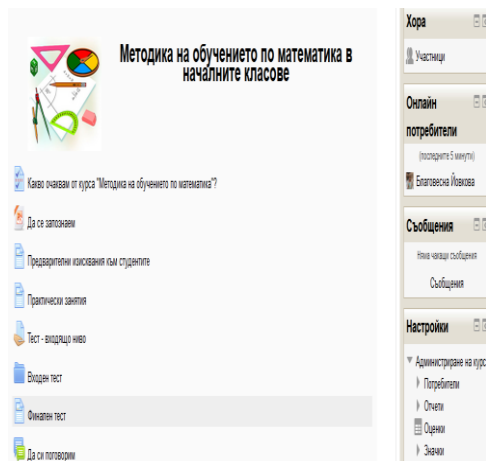 Методика на обучението по математика в
началните класове
Какво очаквам от курса "Методика на обучението по математика"?
Да се запознаем
Предварителни изисквания към студентите
Практически занятия
Тест - входящо ниво
Входен тест
Финален тест
Да си поговорим
Хора
Участници
Онлайн
потребители
(последните 5 минути)
Благовесна Йовкова
Съобщения
Няма чакащи съобщения
Съобщения
Настройки
Администриране на курс
Потребители
Отчети
Оценки
Значки